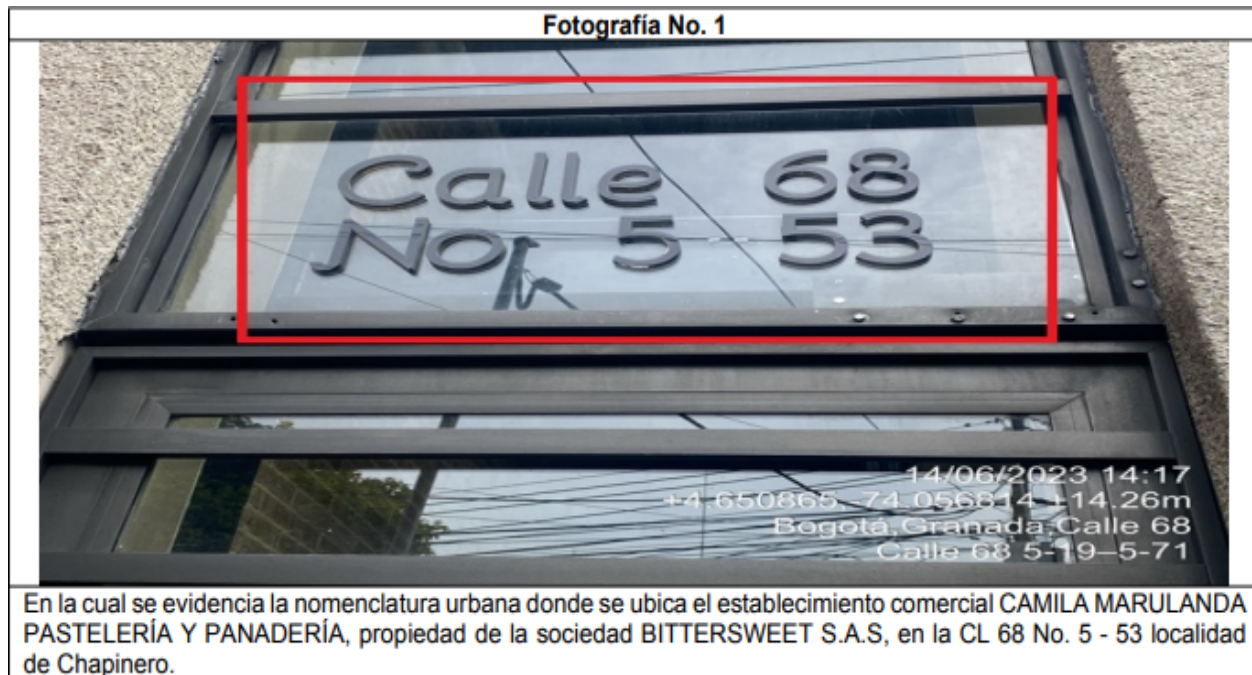 Fotografía No. 1
Calle 68
No. 5 53
14/06/2023 14:17
+4.650865,-74.056814,±14.26m
Bogotá,Granada,Calle 68
Calle 68 5-19–5-71
En la cual se evidencia la nomenclatura urbana donde se ubica el establecimiento comercial CAMILA MARULANDA
PASTELERÍA Y PANADERÍA, propiedad de la sociedad BITTERSWEET S.A.S, en la CL 68 No. 5 - 53 localidad
de Chapinero.